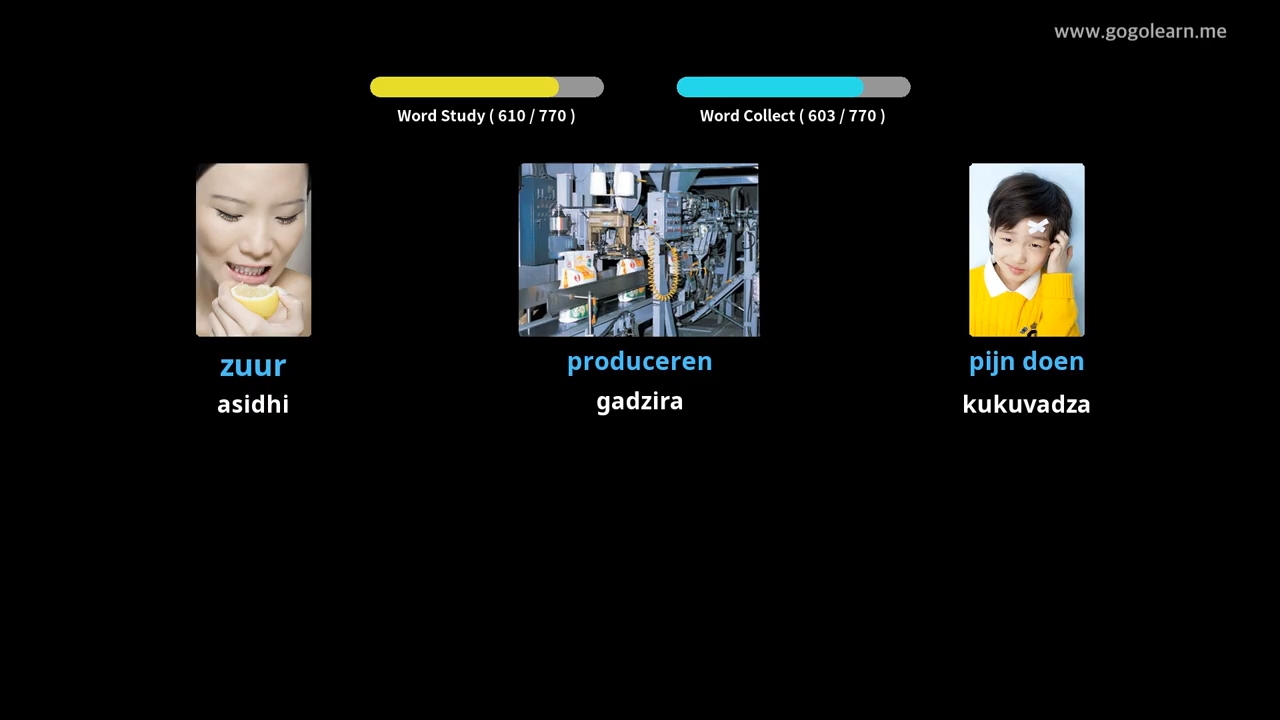 www.gogolearn.me
Word Study ( 610 / 770 )
Word Collect ( 603 / 770 )
zuur
produceren
pijn doen
asidhi
gadzira
kukuvadza